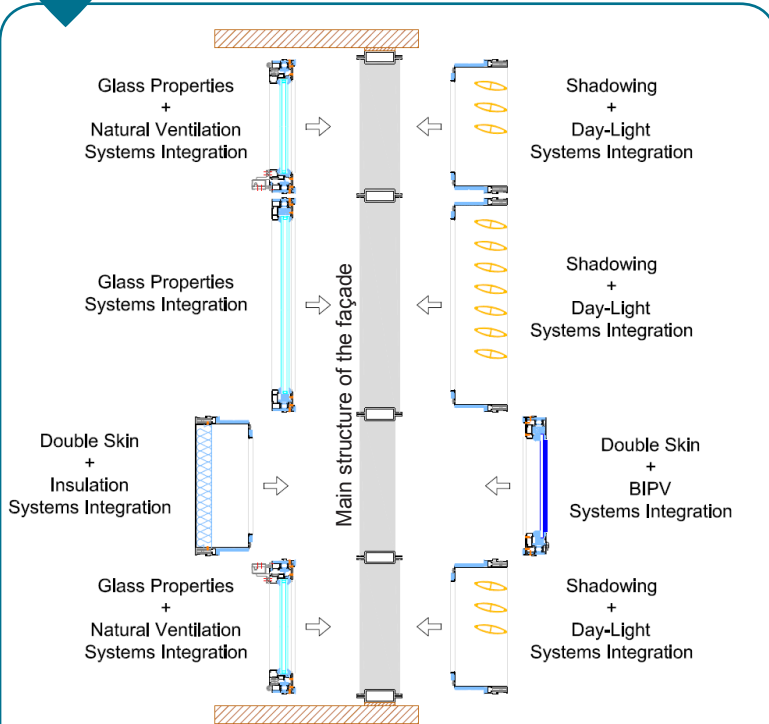 Glass Properties
+
Natural Ventilation
Systems Integration
Shadowing
+
Day-Light
Systems Integration
Glass Properties
Systems Integration
Main structure of the façade
Shadowing
+
Day-Light
Systems Integration
Double Skin
+
Insulation
Systems Integration
Double Skin
+
BIPV
Systems Integration
Glass Properties
+
Natural Ventilation
Systems Integration
Shadowing
+
Day-Light
Systems Integration